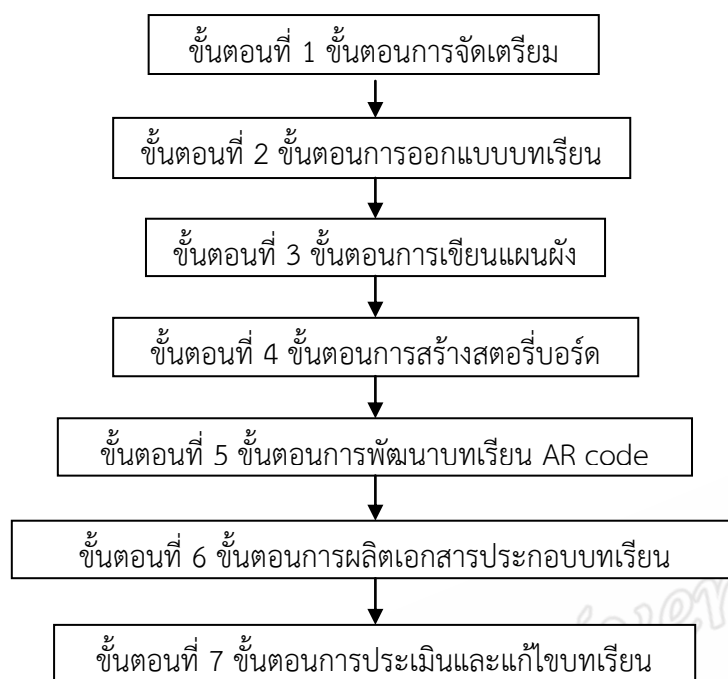 ขั้นตอนที่ 1 ขั้นตอนการจัดเตรียม
ขั้นตอนที่ 2 ขั้นตอนการออกแบบบทเรียน
ขั้นตอนที่ 3 ขั้นตอนการเขียนแผนผัง
ขั้นตอนที่ 4 ขั้นตอนการสร้างสตอรี่บอร์ด
ขั้นตอนที่ 5 ขั้นตอนการพัฒนาบทเรียน AR code
ขั้นตอนที่ 6 ขั้นตอนการผลิตเอกสารประกอบบทเรียน
ขั้นตอนที่ 7 ขั้นตอนการประเมินและแก้ไขบทเรียน